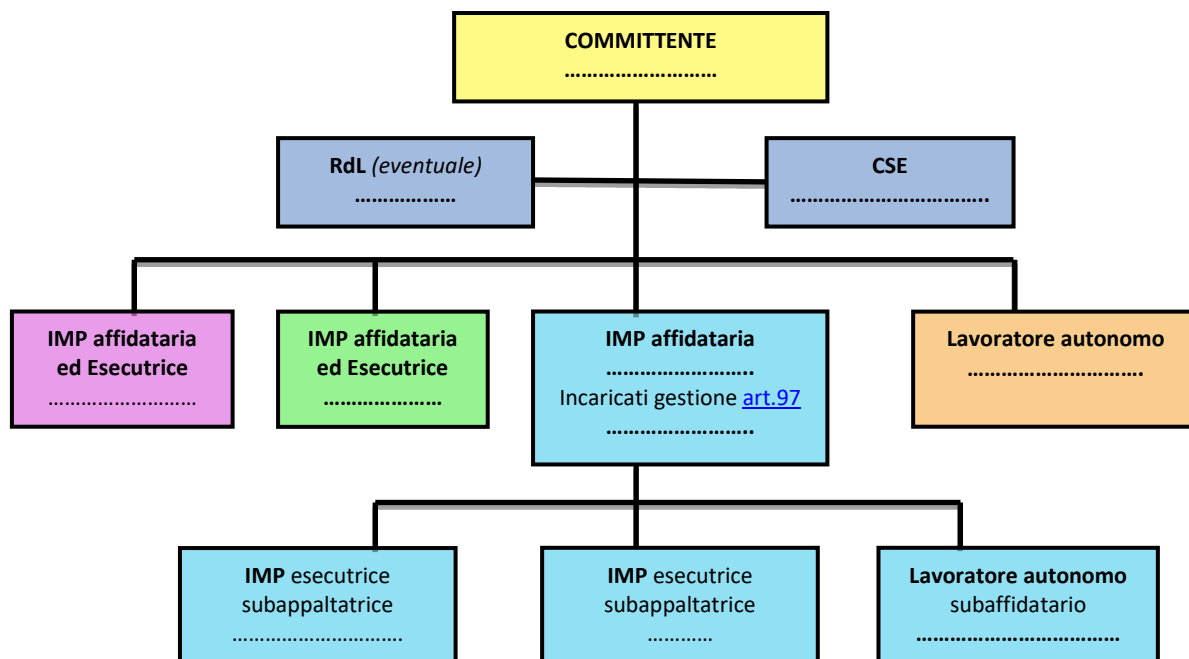 COMMITTENTE
……………………
RdL (eventuale)
………………
CSE
……………………………..
IMP affidataria
ed Esecutrice
………………………
IMP affidataria
ed Esecutrice
…………………
IMP affidataria
……………………..
Incaricati gestione art.97
……………………..
Lavoratore autonomo
…………………………. 
IMP esecutrice
subappaltatrice
………………………….
IMP esecutrice
subappaltatrice
…………
Lavoratore autonomo
subaffidatario
………………………………